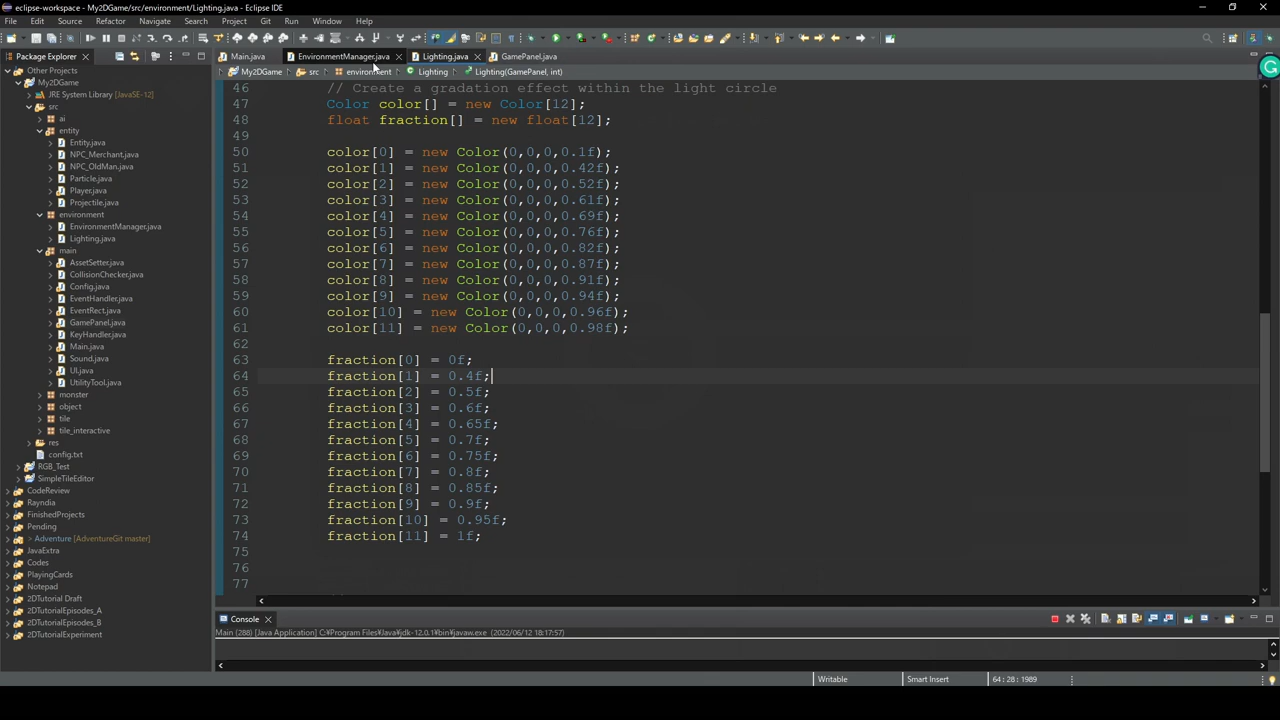 eclipse-workspace - My2DGame/src/environment/Lighting.java - Eclipse IDE
File Edit Source Refactor Navigate Search Project Git Run Window Help
Package Explorer
Main.java EnvironmentManager.java Lighting.java GamePanel.java
My2DGame src environment Lighting Lighting(GamePanel, int)
Other Projects
My2DGame
JRE System Library [JavaSE-12]
src
ai
entity
Entity.java
NPC_Merchant.java
NPC_OldMan.java
Particle.java
Player.java
Projectile.java
environment
EnvironmentManager.java
Lighting.java
main
AssetSetter.java
CollisionChecker.java
Config.java
EventHandler.java
EventRect.java
GamePanel.java
KeyHandler.java
Main.java
Sound.java
UI.java
UtilityTool.java
monster
object
tile
tile_interactive
res
config.txt
RGB_Test
SimpleTileEditor
CodeReview
Rayndia
FinishedProjects
Pending
> Adventure [AdventureGit master]
JavaExtra
Codes
PlayingCards
Notepad
2DTutorial Draft
2DTutorialEpisodes_A
2DTutorialEpisodes_B
2DTutorialExperiment
46 // Create a gradation effect within the light circle
47 Color color[] = new Color[12];
48 float fraction[] = new float[12];
49
50 color[0] = new Color(0,0,0,0.1f);
51 color[1] = new Color(0,0,0,0.42f);
52 color[2] = new Color(0,0,0,0.52f);
53 color[3] = new Color(0,0,0,0.61f);
54 color[4] = new Color(0,0,0,0.69f);
55 color[5] = new Color(0,0,0,0.76f);
56 color[6] = new Color(0,0,0,0.82f);
57 color[7] = new Color(0,0,0,0.87f);
58 color[8] = new Color(0,0,0,0.91f);
59 color[9] = new Color(0,0,0,0.94f);
60 color[10] = new Color(0,0,0,0.96f);
61 color[11] = new Color(0,0,0,0.98f);
62
63 fraction[0] = 0f;
64 fraction[1] = 0.4f;
65 fraction[2] = 0.5f;
66 fraction[3] = 0.6f;
67 fraction[4] = 0.65f;
68 fraction[5] = 0.7f;
69 fraction[6] = 0.75f;
70 fraction[7] = 0.8f;
71 fraction[8] = 0.85f;
72 fraction[9] = 0.9f;
73 fraction[10] = 0.95f;
74 fraction[11] = 1f;
75
76
77
Console
Main (288) [Java Application] C:¥Program Files¥Java¥jdk-12.0.1¥bin¥javaw.exe (2022/06/12 18:17:57)
Writable Smart Insert 64 : 28 : 1989